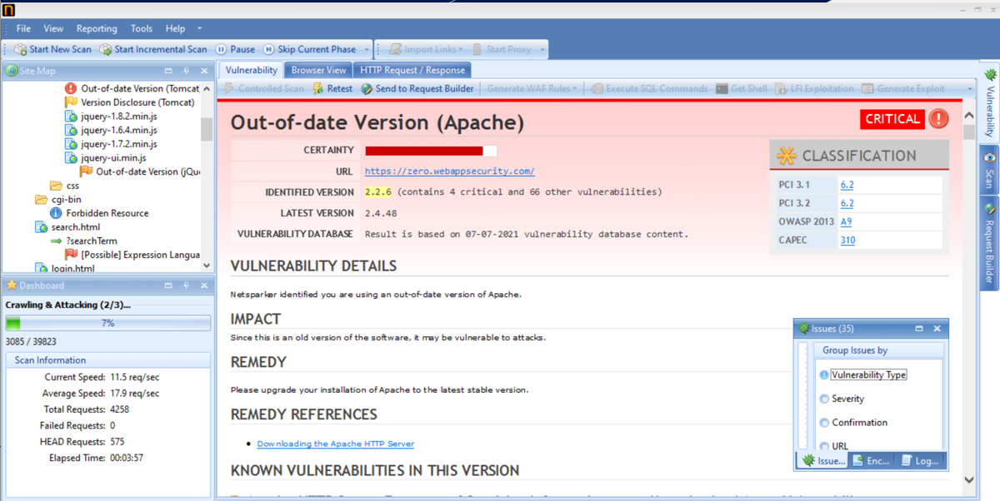 File View Reporting Tools Help
Start New Scan Start Incremental Scan Pause Skip Current Phase Import Links Start Proxy
Site Map
Out-of-date Version (Tomcat
Version Disclosure (Tomcat)
jquery-1.8.2.min.js
jquery-1.6.4.min.js
jquery-1.7.2.min.js
jquery-ui.min.js
Out-of-date Version (jQue
css
cgi-bin
Forbidden Resource
search.html
?searchTerm
[Possible] Expression Langua
login.html
Dashboard
Crawling & Attacking (2/3)...
7%
3085 / 39823
Scan Information
Current Speed: 11.5 req/sec
Average Speed: 17.9 req/sec
Total Requests: 4258
Failed Requests: 0
HEAD Requests: 575
Elapsed Time: 00:03:57
Vulnerability Browser View HTTP Request / Response
Controlled Scan Retest Send to Request Builder Generate WAF Rules Execute SQL Commands Get Shell LFI Exploitation Generate Exploit
Out-of-date Version (Apache)
CRITICAL
CERTAINTY
URL https://zero.webappsecurity.com/
IDENTIFIED VERSION 2.2.6 (contains 4 critical and 66 other vulnerabilities)
LATEST VERSION 2.4.48
VULNERABILITY DATABASE Result is based on 07-07-2021 vulnerability database content.
CLASSIFICATION
PCI 3.1 6.2
PCI 3.2 6.2
OWASP 2013 A9
CAPEC 310
VULNERABILITY DETAILS
Netsparker identified you are using an out-of-date version of Apache.
IMPACT
Since this is an old version of the software, it may be vulnerable to attacks.
REMEDY
Please upgrade your installation of Apache to the latest stable version.
REMEDY REFERENCES
Downloading the Apache HTTP Server
KNOWN VULNERABILITIES IN THIS VERSION
Issues (35)
Group Issues by
Vulnerability Type
Severity
Confirmation
URL
Issue... Enc... Log...
Vulnerability
Scan
Request Builder